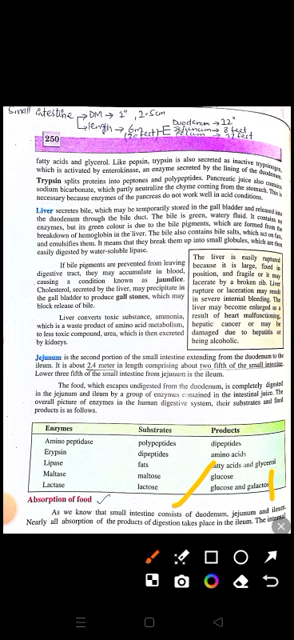 Small intestine → DM → 1", 2.5cm
→ length → 6m (20 feet) E Duodenum → 12"
Jejunum → 8 feet
Ileum → 12 feet
250
fatty acids and glycerol. Like pepsin, trypsin is also secreted as inactive trypsinogen,
which is activated by enterokinase, an enzyme secreted by the lining of the duodenum.
Trypsin splits proteins into peptones and polypeptides. Pancreatic juice also contains
sodium bicarbonate, which partly neutralize the chyme coming from the stomach. This is
necessary because enzymes of the pancreas do not work well in acid conditions.
Liver secretes bile, which may be temporarily stored in the gall bladder and released into
the duodenum through the bile duct. The bile is green, watery fluid. It contains no
enzymes, but its green colour is due to the bile pigments, which are formed from the
breakdown of hemoglobin in the liver. The bile also contains bile salts, which act on fat,
and emulsifies them. It means that they break them up into small globules, which are then
easily digested by water-soluble lipase.
If bile pigments are prevented from leaving
digestive tract, they may accumulate in blood,
causing a condition known as jaundice.
Cholesterol, secreted by the liver, may precipitate in
the gall bladder to produce gall stones, which may
block release of bile.
Liver converts toxic substance, ammonia,
which is a waste product of amino acid metabolism,
to less toxic compound, urea, which is then excreted
by kidneys.
The liver is easily ruptured
because it is large, fixed in
position, and fragile or it may
lacerate by a broken rib. Liver
rupture or laceration may result
in severe internal bleeding. The
liver may become enlarged as a
result of heart malfunctioning,
hepatic cancer or may be
damaged due to hepatitis or
being alcoholic.
Jejunum is the second portion of the small intestine extending from the duodenum to the
ileum. It is about 2.4 meter in length comprising about two fifth of the small intestine.
Lower three fifth of the small intestine from jejunum is the ileum.
The food, which escapes undigested from the duodenum, is completely digested
in the jejunum and ileum by a group of enzymes contained in the intestinal juice. The
overall picture of enzymes in the human digestive system, their substrates and final
products is as follows.
Enzymes Substrates Products
Amino peptidase polypeptides dipeptides
Erypsin dipeptides amino acids
Lipase fats fatty acids and glycerol
Maltase maltose glucose
Lactase lactose glucose and galactose
Absorption of food
As we know that small intestine consists of duodenum, jejunum and ileum.
Nearly all absorption of the products of digestion takes place in the ileum. The internal